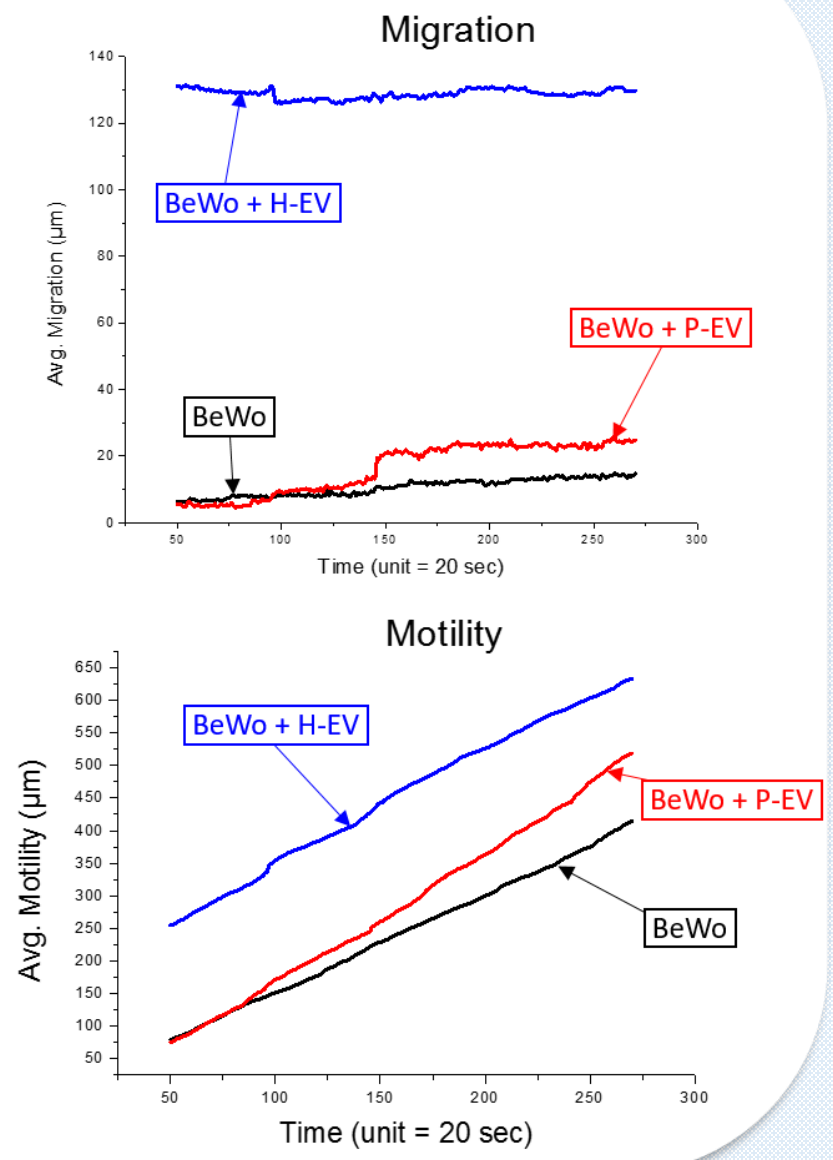 Migration
140
120
100
80
60
40
20
0
Avg. Migration (µm)
BeWo + H-EV
BeWo + P-EV
BeWo
50 100 150 200 250 300
Time (unit = 20 sec)
Motility
650
600
550
500
450
400
350
300
250
200
150
100
50
Avg. Motility (µm)
BeWo + H-EV
BeWo + P-EV
BeWo
50 100 150 200 250 300
Time (unit = 20 sec)